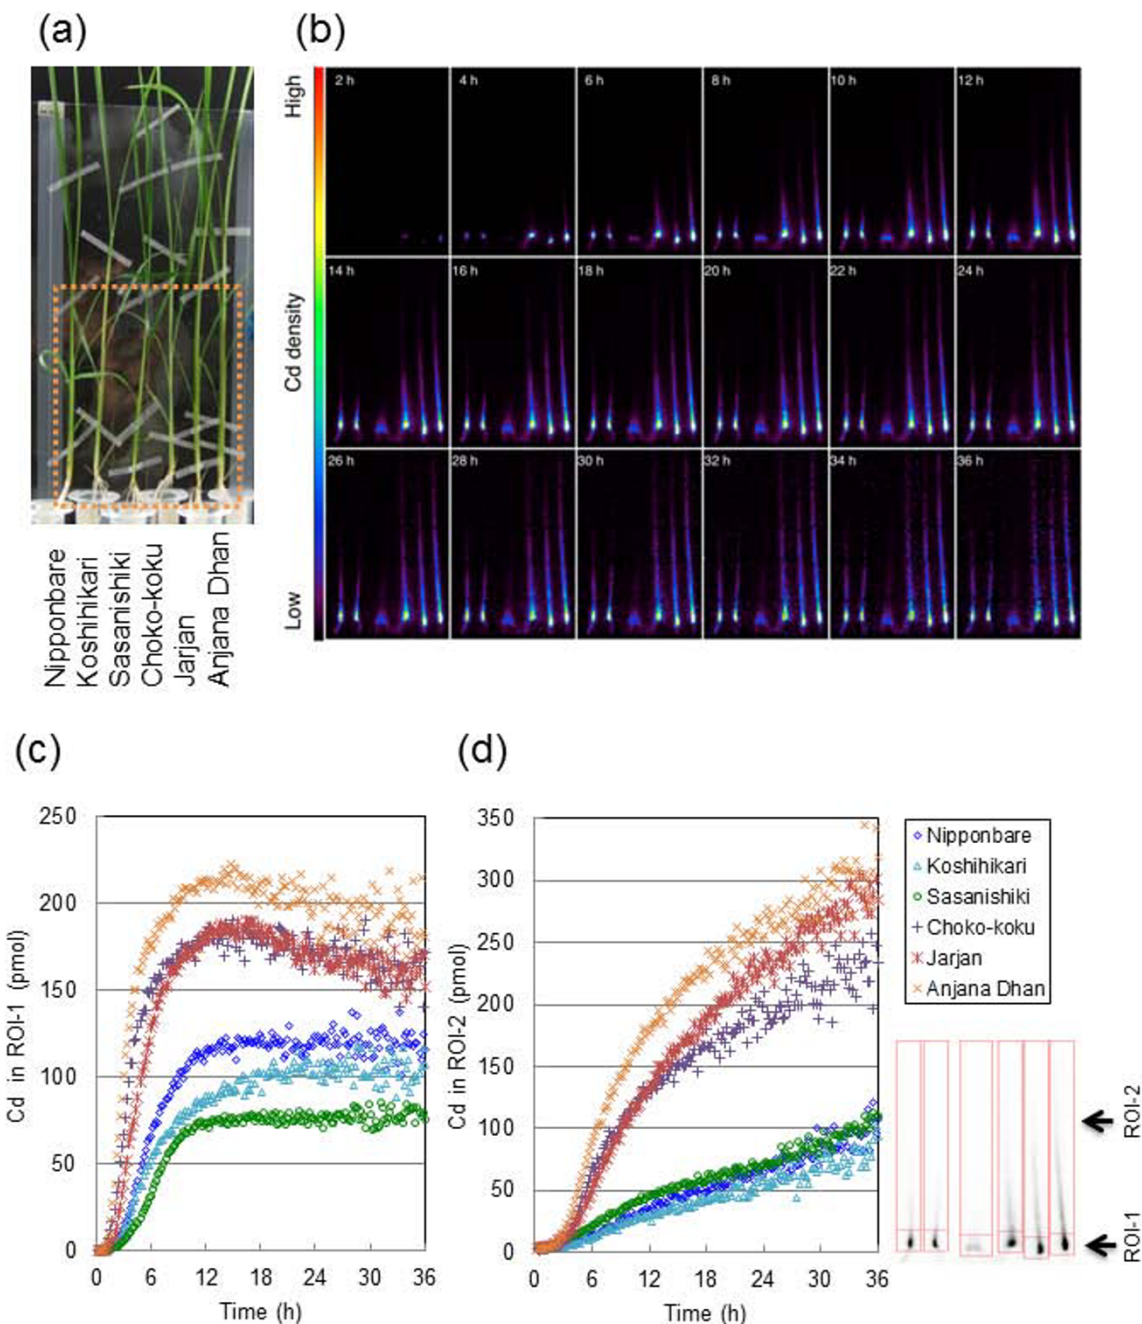 (a)
(b)
High
Cd density
Low
2 h
4 h
6 h
8 h
10 h
12 h
14 h
16 h
18 h
20 h
22 h
24 h
26 h
28 h
30 h
32 h
34 h
36 h
Nipponbare
Koshihikari
Sasanishiki
Choko-koku
Jarjan
Anjana Dhan
(c)
Cd in ROI-1 (pmol)
250
200
150
100
50
0
0 6 12 18 24 30 36
Time (h)
(d)
Cd in ROI-2 (pmol)
350
300
250
200
150
100
50
0
0 6 12 18 24 30 36
Time (h)
Nipponbare
Koshihikari
Sasanishiki
Choko-koku
Jarjan
Anjana Dhan
ROI-2
ROI-1